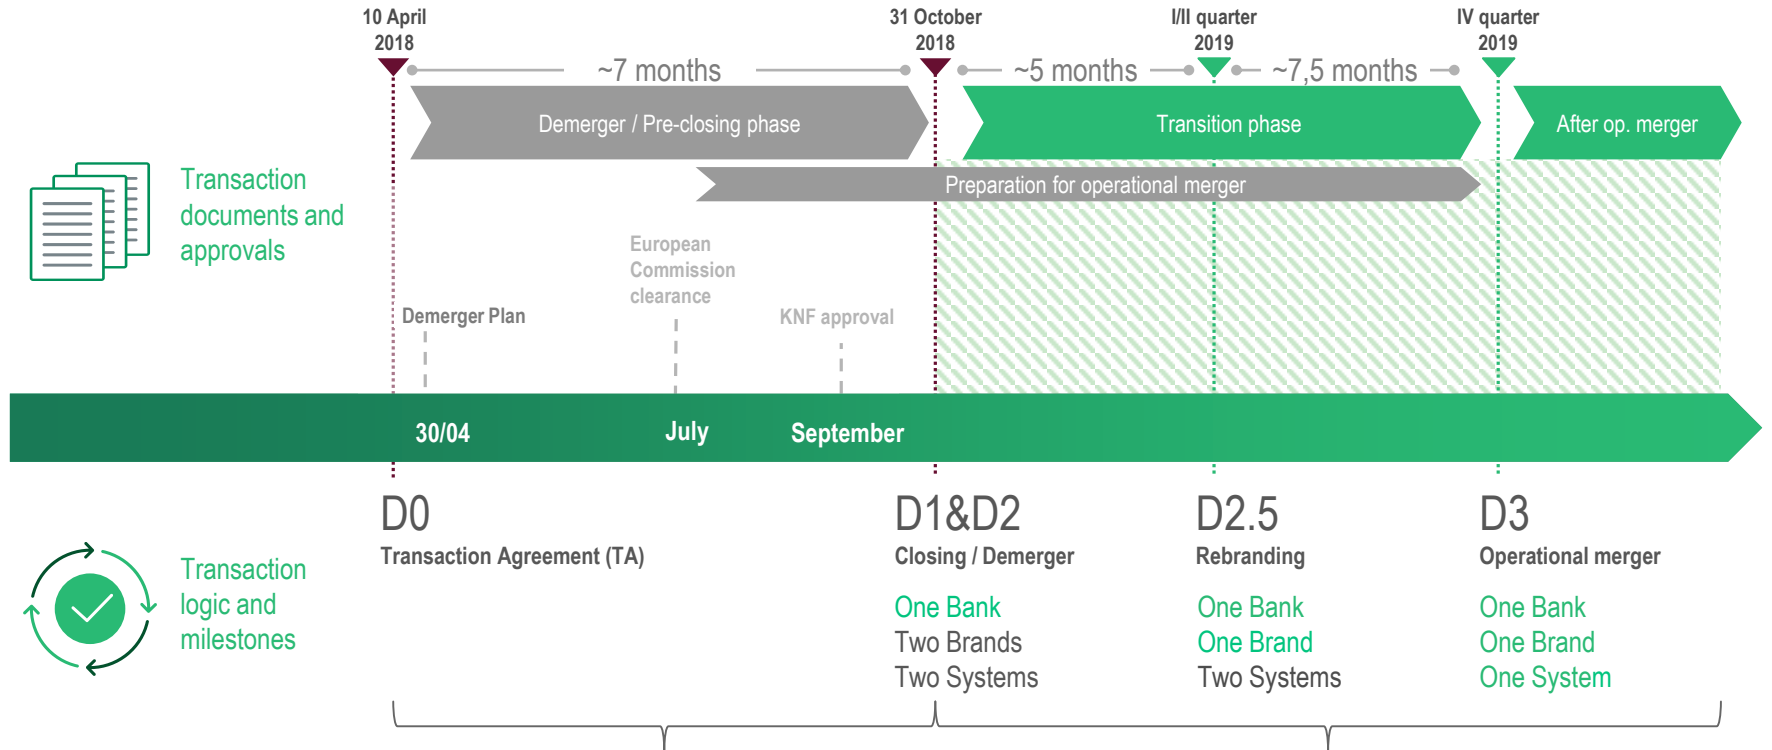 10 April
2018
31 October
2018
I/II quarter
2019
IV quarter
2019
~7 months
~5 months
~7,5 months
Demerger / Pre-closing phase
Transition phase
After op. merger
Preparation for operational merger
Transaction
documents and
approvals
European
Commission
clearance
Demerger Plan
KNF approval
30/04
July
September
D0
Transaction Agreement (TA)
D1&D2
Closing / Demerger
One Bank
Two Brands
Two Systems
D2.5
Rebranding
One Bank
One Brand
Two Systems
D3
Operational merger
One Bank
One Brand
One System
Transaction
logic and
milestones